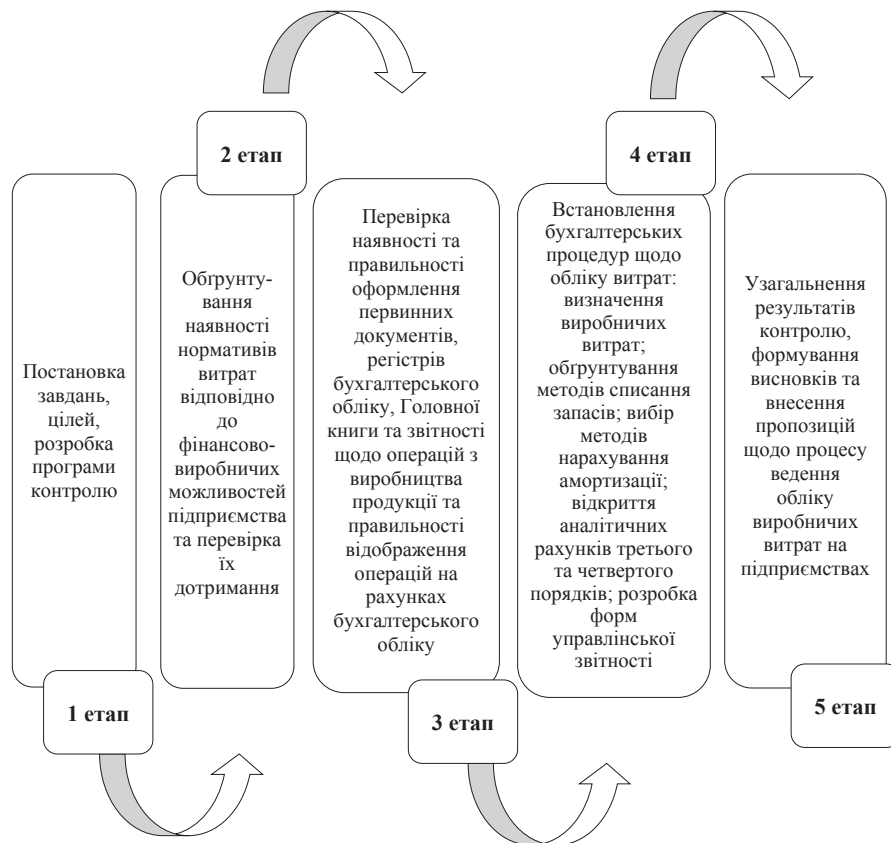 1 етап
Постановка
завдань,
цілей,
розробка
програми
контролю
2 етап
Обґрунту-
вання
наявності
нормативів
витрат
відповідно
до
фінансово-
виробничих
можливостей
підприємства
та перевірка
їх
дотримання
3 етап
Перевірка
наявності та
правильності
оформлення
первинних
документів,
регістрів
бухгалтерського
обліку, Головної
книги та звітності
щодо операцій з
виробництва
продукції та
правильності
відображення
операцій на
рахунках
бухгалтерського
обліку
4 етап
Встановлення
бухгалтерських
процедур щодо
обліку витрат:
визначення
виробничих
витрат;
обґрунтування
методів списання
запасів; вибір
методів
нарахування
амортизації;
відкриття
аналітичних
рахунків третього
та четвертого
порядків; розробка
форм
управлінської
звітності
5 етап
Узагальнення
результатів
контролю,
формування
висновків та
внесення
пропозицій
щодо процесу
ведення
обліку
виробничих
витрат на
підприємствах